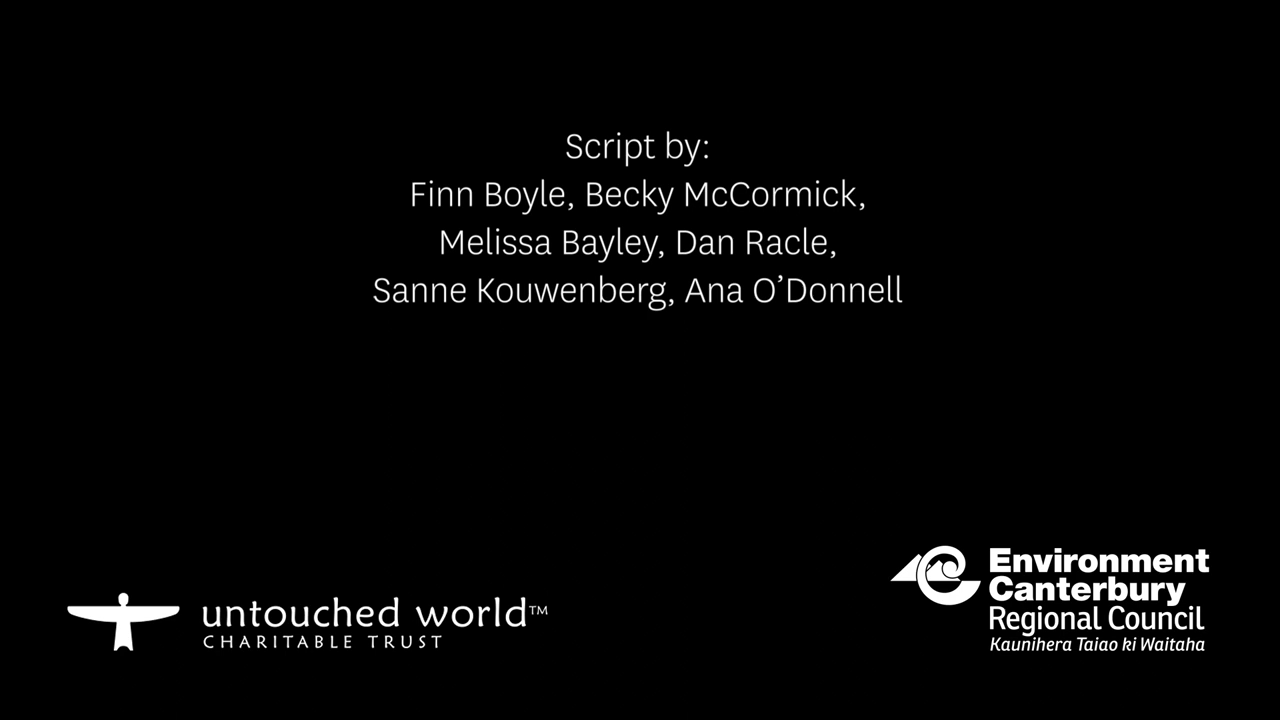 Script by:
Finn Boyle, Becky McCormick,
Melissa Bayley, Dan Racle,
Sanne Kouwenberg, Ana O’Donnell
untouched world™
CHARITABLE TRUST
Environment
Canterbury
Regional Council
Kaunihera Taiao ki Waitaha